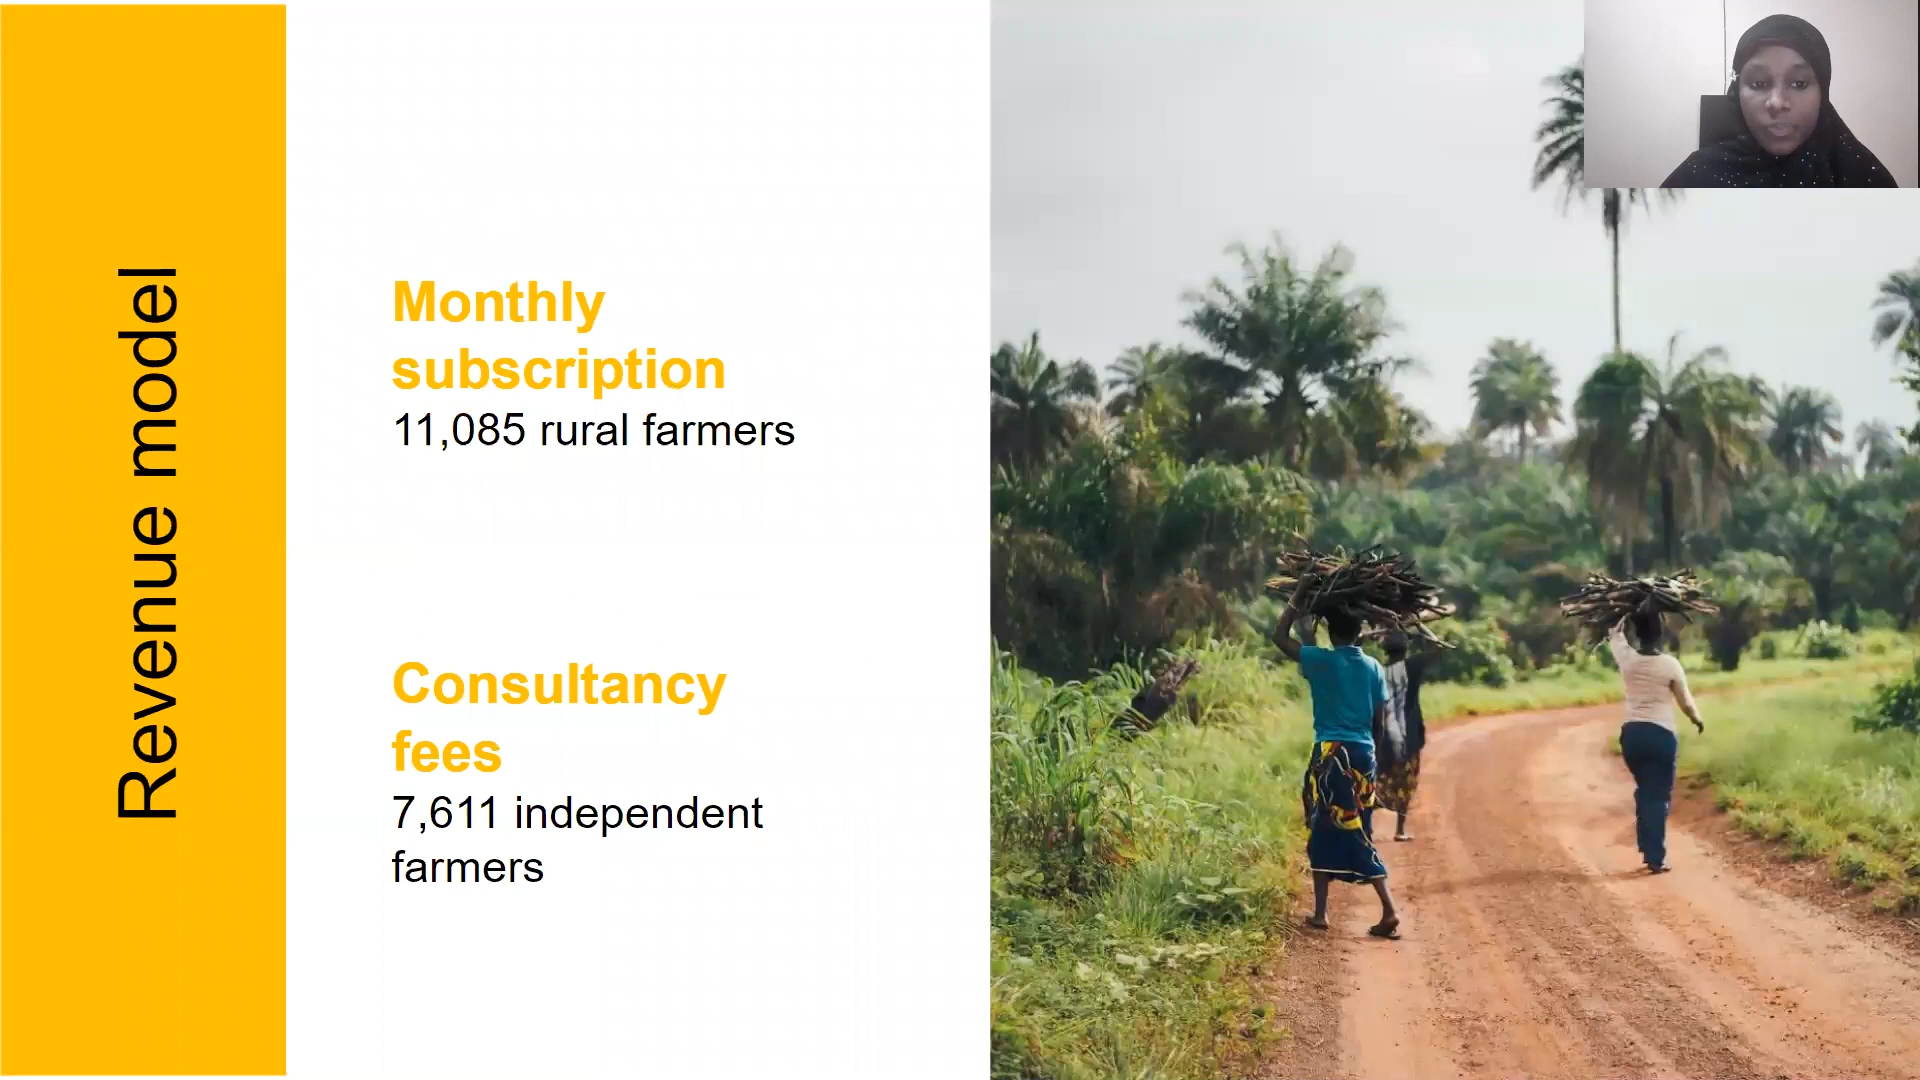 Revenue model
Monthly
subscription
11,085 rural farmers
Consultancy
fees
7,611 independent
farmers